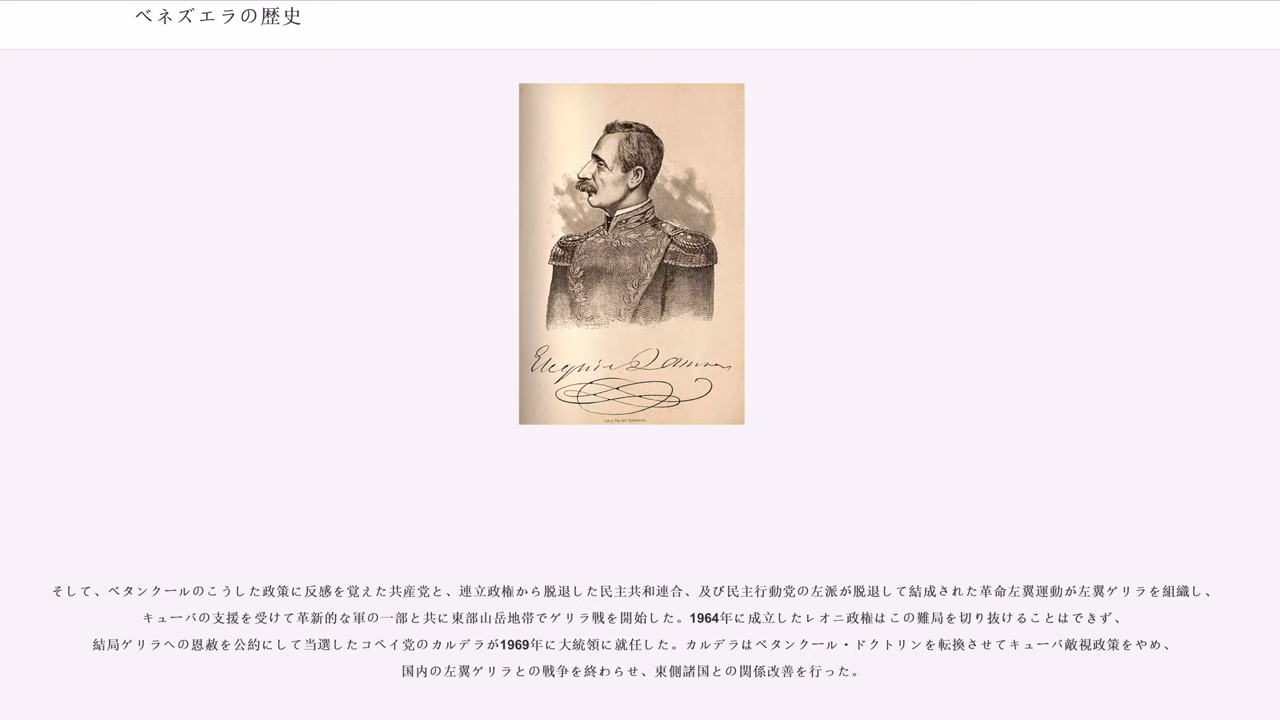 ベネズエラの歴史
そして、ベタンクールのこうした政策に反感を覚えた共産党と、連立政権から脱退した民主共和連合、及び民主行動党の左派が脱退して結成された革命左翼運動が左翼ゲリラを組織し、
キューバの支援を受けて革新的な軍の一部と共に東部山岳地帯でゲリラ戦を開始した。1964年に成立したレオニ政権はこの難局を切り抜けることはできず、
結局ゲリラへの恩赦を公約にして当選したコペイ党のカルデラが1969年に大統領に就任した。カルデラはベタンクール・ドクトリンを転換させてキューバ敵視政策をやめ、
国内の左翼ゲリラとの戦争を終わらせ、東側諸国との関係改善を行った。